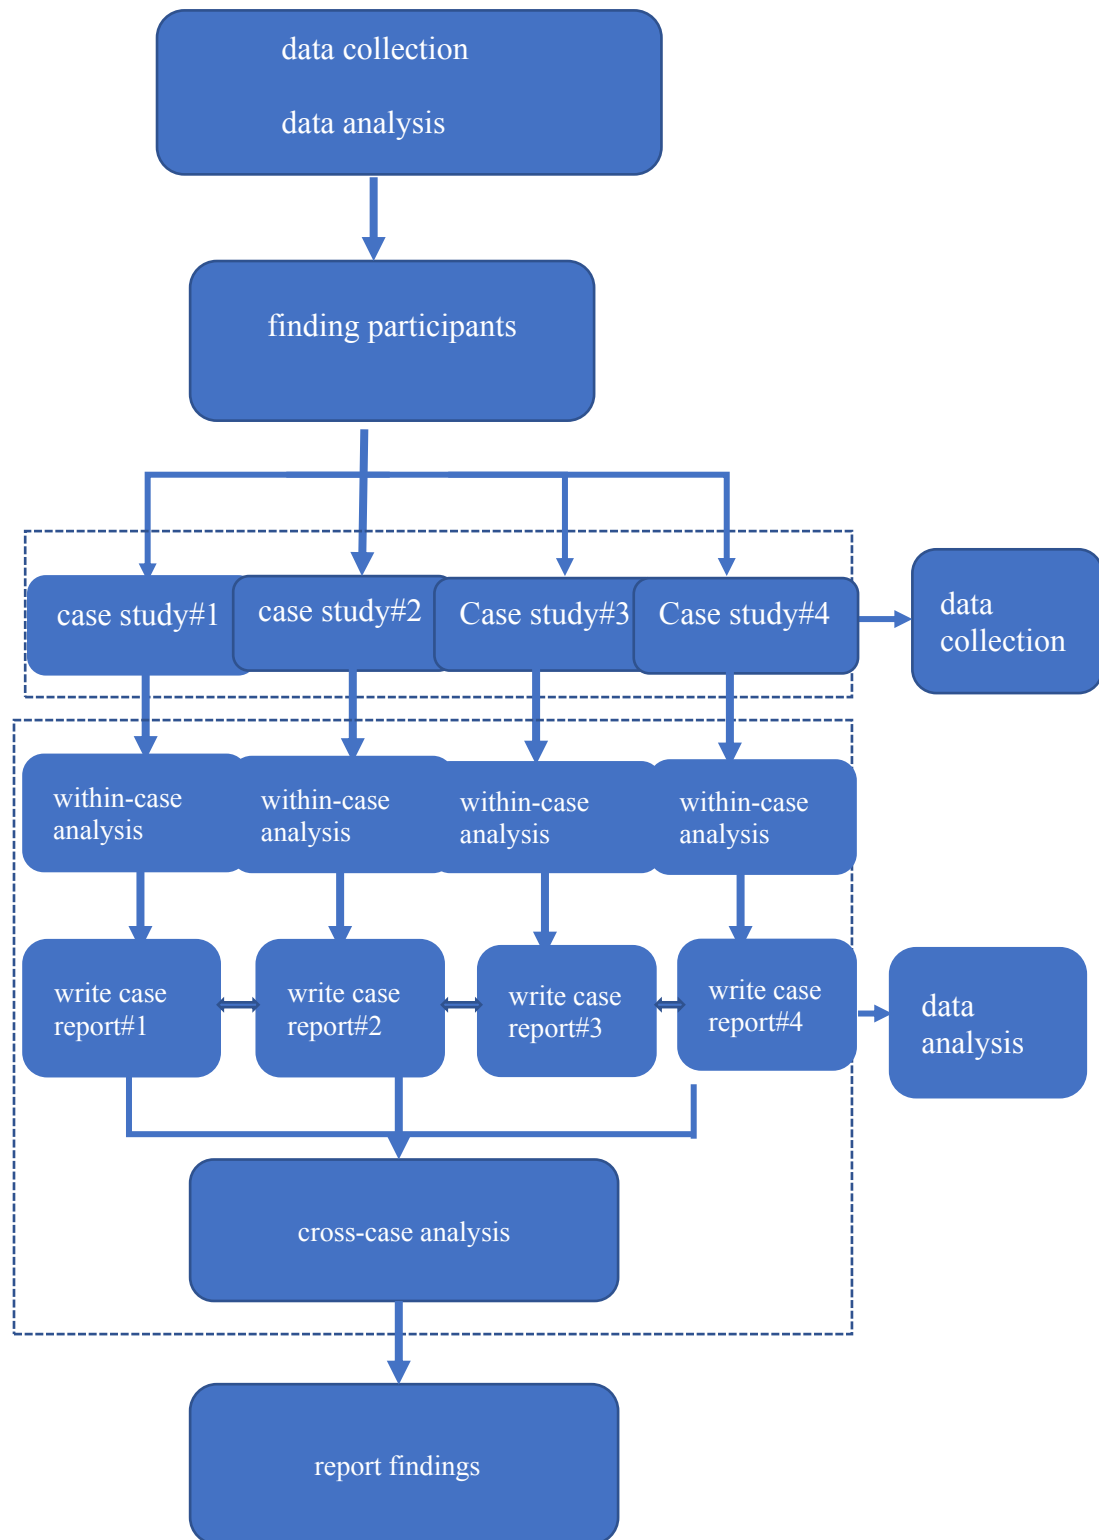 data collection
data analysis
finding participants
case study#1
case study#2
Case study#3
Case study#4
data
collection
within-case
analysis
within-case
analysis
within-case
analysis
within-case
analysis
write case
report#1
write case
report#2
write case
report#3
write case
report#4
data
analysis
cross-case analysis
report findings